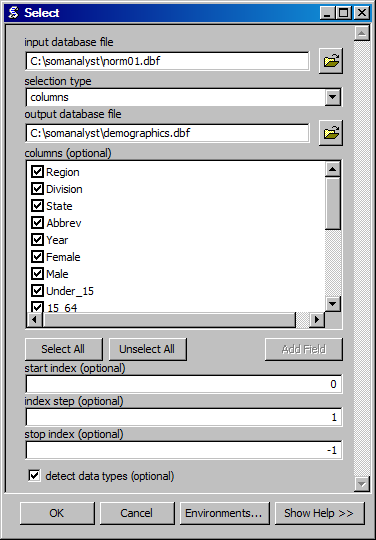 Select
input database file
C:\somanalyst\norm01.dbf
selection type
columns
output database file
C:\somanalyst\demographics.dbf
columns (optional)
Region
Division
State
Abbrev
Year
Female
Male
Under_15
15_64
Select All Unselect All Add Field
start index (optional)
0
index step (optional)
1
stop index (optional)
-1
detect data types (optional)
OK Cancel Environments... Show Help >>